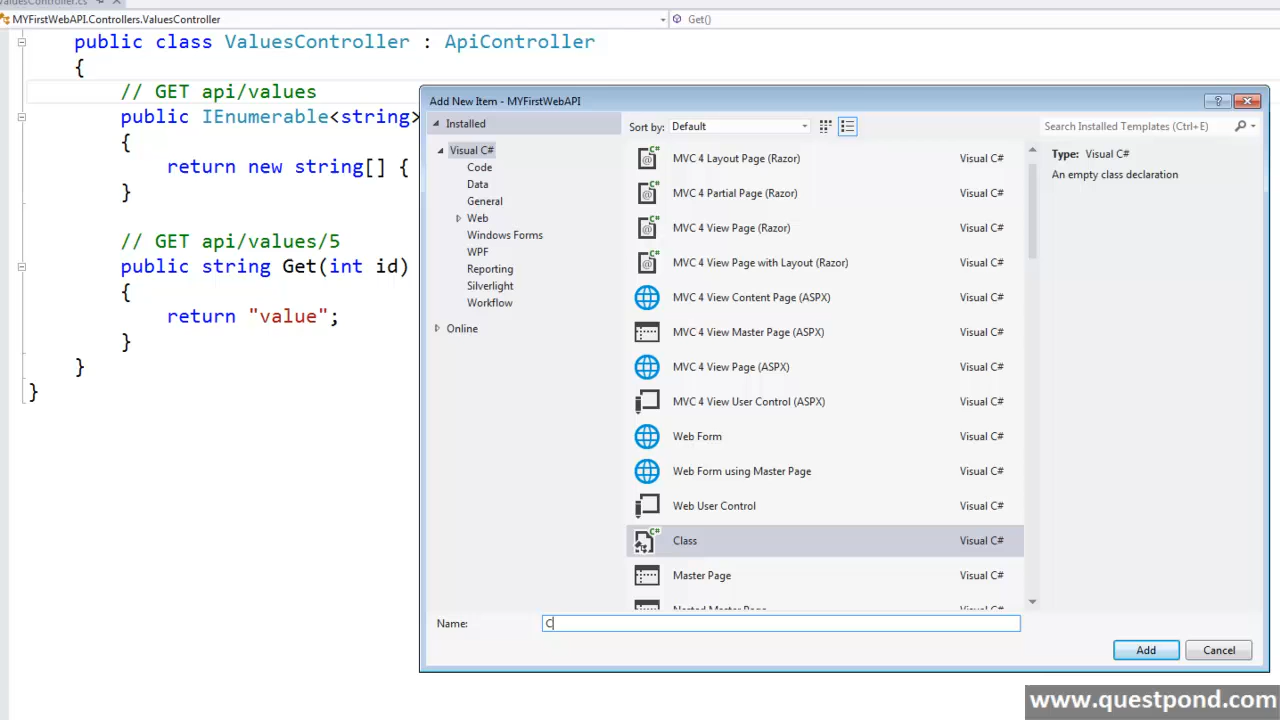 ValuesController.cs
MYFirstWebAPI.Controllers.ValuesController
Get()
public class ValuesController : ApiController
{
// GET api/values
public IEnumerable<string>
{
return new string[] {
}
// GET api/values/5
public string Get(int id)
{
return "value";
}
}
}
Add New Item - MYFirstWebAPI
Installed
Sort by: Default
Search Installed Templates (Ctrl+E)
Visual C#
Code
Data
General
Web
Windows Forms
WPF
Reporting
Silverlight
Workflow
Online
MVC 4 Layout Page (Razor) Visual C#
MVC 4 Partial Page (Razor) Visual C#
MVC 4 View Page (Razor) Visual C#
MVC 4 View Page with Layout (Razor) Visual C#
MVC 4 View Content Page (ASPX) Visual C#
MVC 4 View Master Page (ASPX) Visual C#
MVC 4 View Page (ASPX) Visual C#
MVC 4 View User Control (ASPX) Visual C#
Web Form Visual C#
Web Form using Master Page Visual C#
Web User Control Visual C#
Class Visual C#
Master Page Visual C#
Nested Master Page Visual C#
Type: Visual C#
An empty class declaration
Name: C
Add
Cancel
www.questpond.com